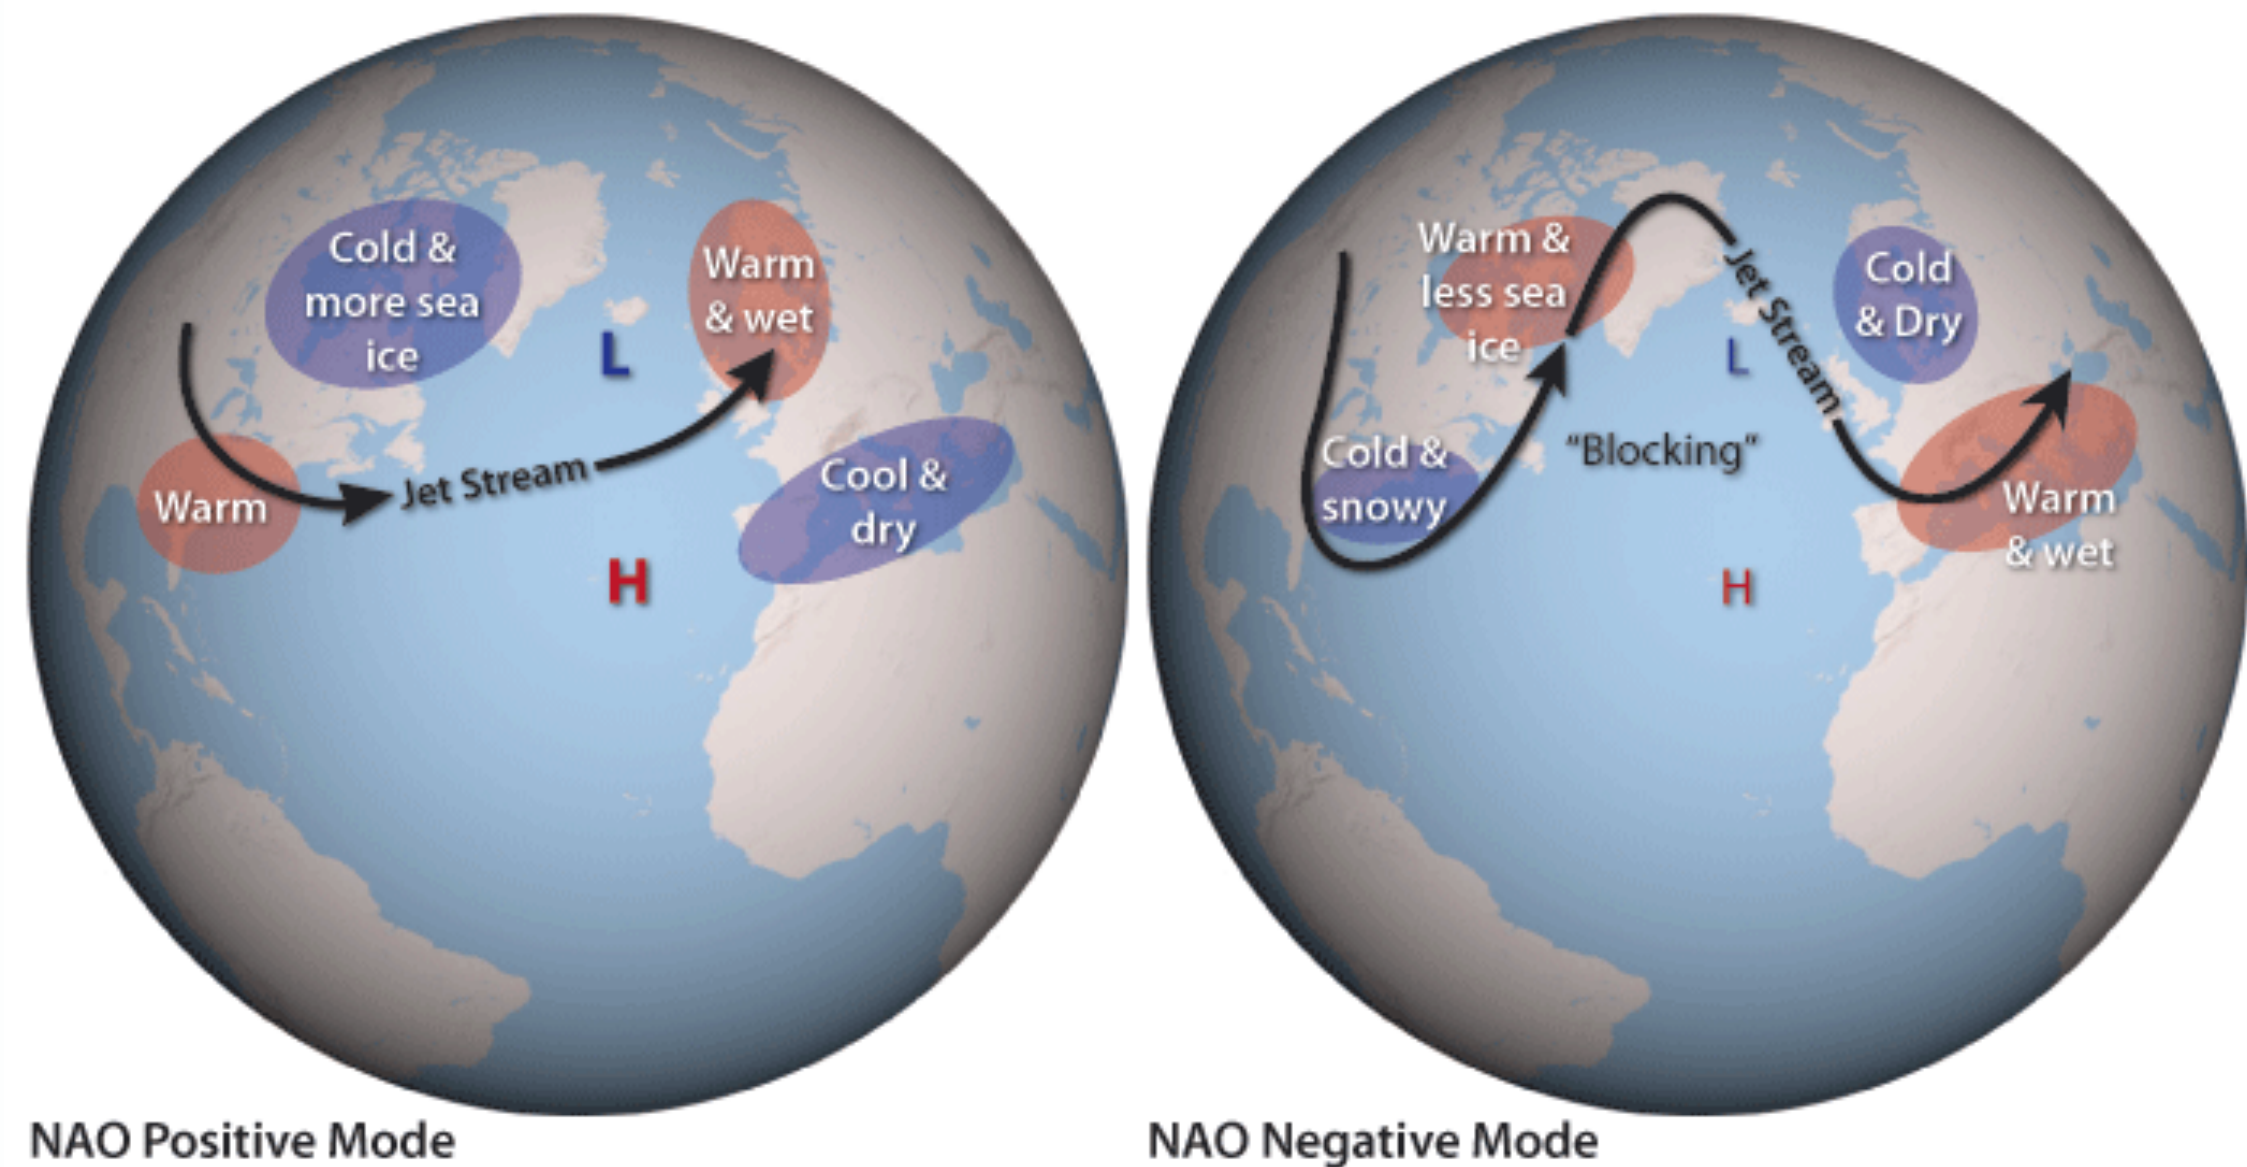 Cold &
more sea
ice
Warm
& wet
L
Warm
Jet Stream
Cool &
dry
H
NAO Positive Mode
Warm &
less sea
ice
Jet Stream
Cold
& Dry
L
Cold &
snowy
"Blocking"
Warm
& wet
H
NAO Negative Mode